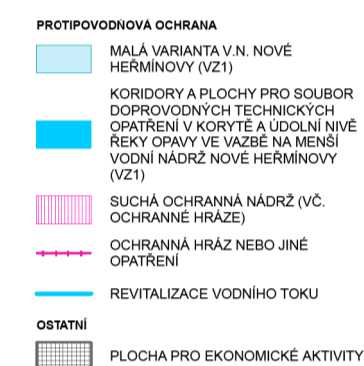 PROTIPOVODŇOVÁ OCHRANA
MALÁ VARIANTA V.N. NOVÉ
HEŘMÍNOVY (VZ1)
KORIDORY A PLOCHY PRO SOUBOR
DOPROVODNÝCH TECHNICKÝCH
OPATŘENÍ V KORYTĚ A ÚDOLNÍ NIVĚ
ŘEKY OPAVY VE VAZBĚ NA MENŠÍ
VODNÍ NÁDRŽ NOVÉ HEŘMÍNOVY
(VZ1)
SUCHÁ OCHRANNÁ NÁDRŽ (VČ.
OCHRANNÉ HRÁZE)
OCHRANNÁ HRÁZ NEBO JINÉ
OPATŘENÍ
REVITALIZACE VODNÍHO TOKU
OSTATNÍ
PLOCHA PRO EKONOMICKÉ AKTIVITY